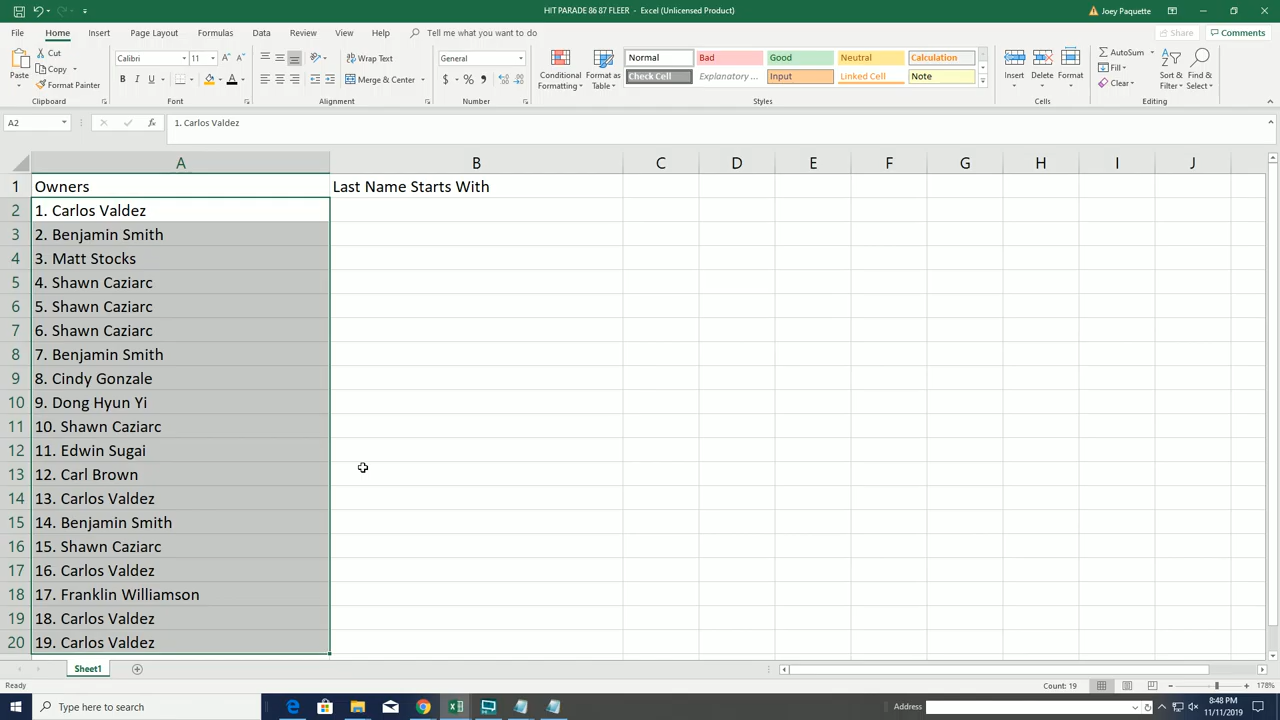 HIT PARADE 86 87 FLEER - Excel (Unlicensed Product)
Joey Paquette
File Home Insert Page Layout Formulas Data Review View Help Tell me what you want to do
Share Comments
Paste
Cut
Copy
Format Painter
Clipboard
Calibri 11
B I U A
Font
Wrap Text
Merge & Center
Alignment
General
$ % ,
Number
Conditional Formatting
Format as Table
Normal Bad Good Neutral Calculation
Check Cell Explanatory ... Input Linked Cell Note
Styles
Insert Delete Format
Cells
AutoSum
Fill
Clear
Sort & Filter
Find & Select
Editing
A2 fx 1. Carlos Valdez
A B C D E F G H I J
1 Owners Last Name Starts With
2 1. Carlos Valdez
3 2. Benjamin Smith
4 3. Matt Stocks
5 4. Shawn Caziarc
6 5. Shawn Caziarc
7 6. Shawn Caziarc
8 7. Benjamin Smith
9 8. Cindy Gonzale
10 9. Dong Hyun Yi
11 10. Shawn Caziarc
12 11. Edwin Sugai
13 12. Carl Brown
14 13. Carlos Valdez
15 14. Benjamin Smith
16 15. Shawn Caziarc
17 16. Carlos Valdez
18 17. Franklin Williamson
19 18. Carlos Valdez
20 19. Carlos Valdez
Sheet1
Ready
Count: 19
178%
Type here to search
Address
8:48 PM
11/11/2019